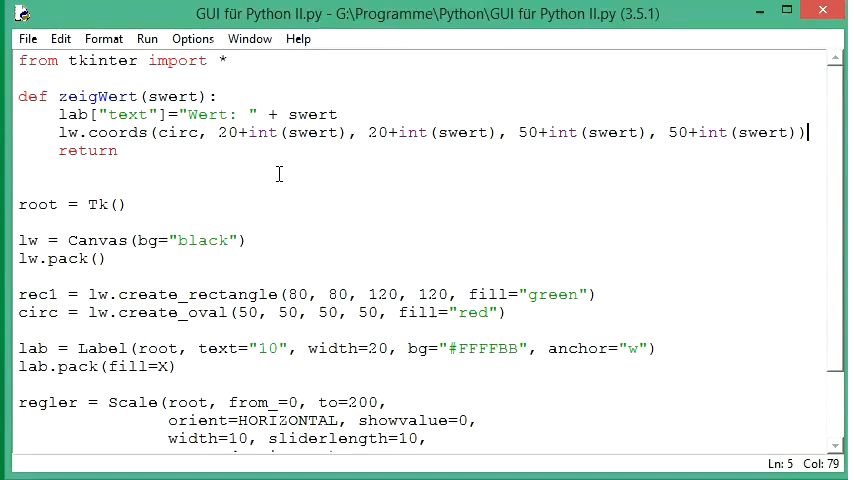 GUI für Python II.py - G:\Programme\Python\GUI für Python II.py (3.5.1)
File Edit Format Run Options Window Help
from tkinter import *
def zeigWert(swert):
    lab["text"]="Wert: " + swert
    lw.coords(circ, 20+int(swert), 20+int(swert), 50+int(swert), 50+int(swert))
    return
root = Tk()
lw = Canvas(bg="black")
lw.pack()
rec1 = lw.create_rectangle(80, 80, 120, 120, fill="green")
circ = lw.create_oval(50, 50, 50, 50, fill="red")
lab = Label(root, text="10", width=20, bg="#FFFFBB", anchor="w")
lab.pack(fill=X)
regler = Scale(root, from_=0, to=200,
               orient=HORIZONTAL, showvalue=0,
               width=10, sliderlength=10,
Ln: 5 Col: 79